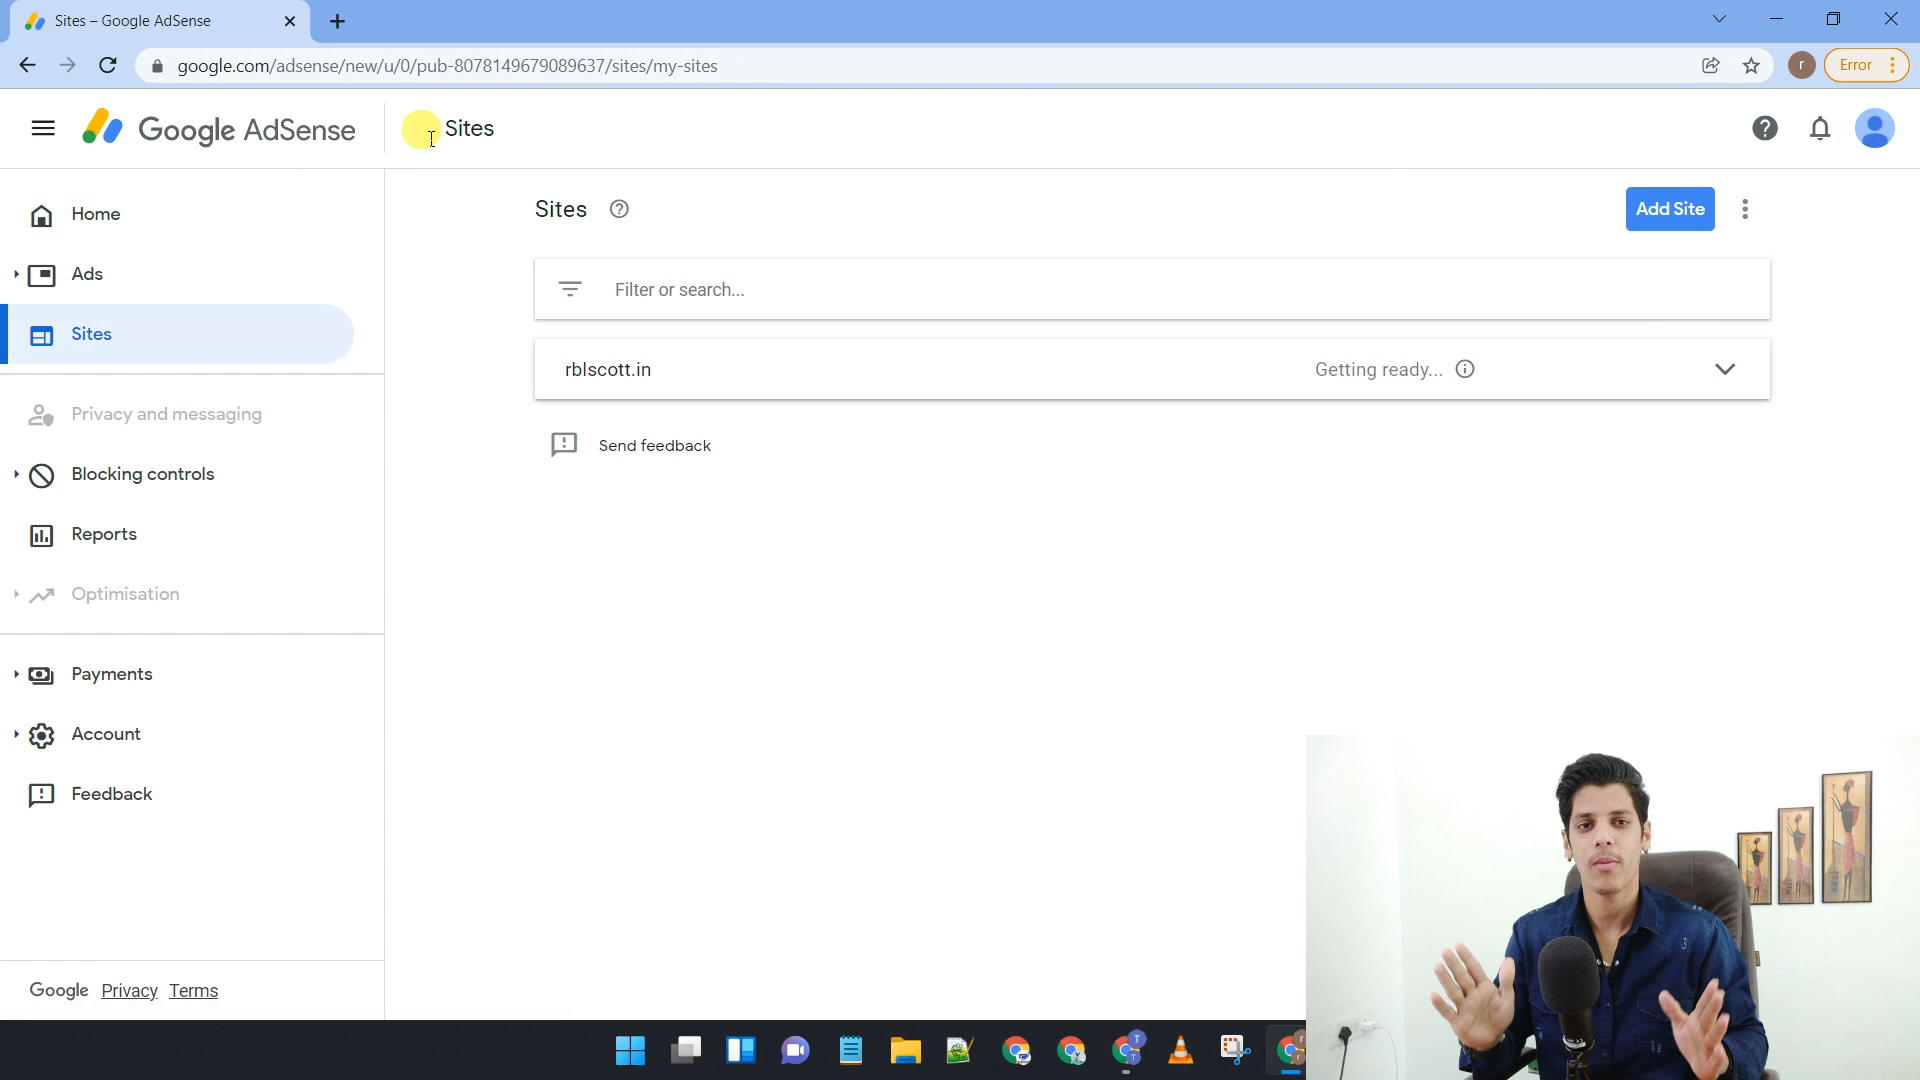 Sites – Google AdSense
google.com/adsense/new/u/0/pub-8078149679089637/sites/my-sites
r
Error
Google AdSense
Sites
Home
Ads
Sites
Privacy and messaging
Blocking controls
Reports
Optimisation
Payments
Account
Feedback
Google Privacy Terms
Sites
Add Site
Filter or search...
rblscott.in
Getting ready...
Send feedback